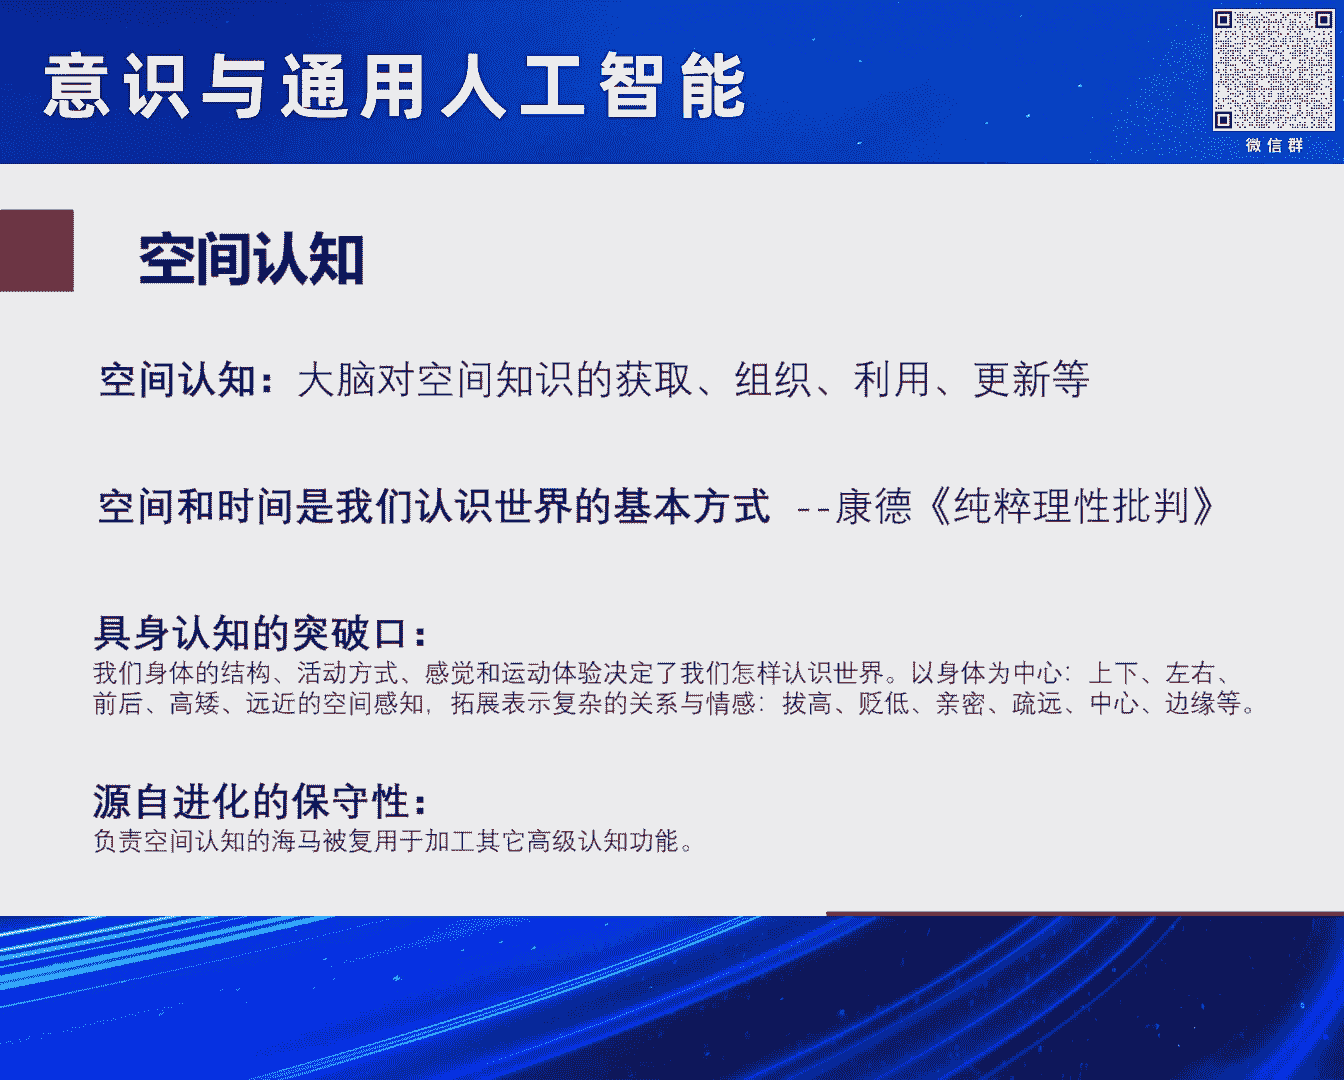 意识与通用人工智能
微信群
空间认知
空间认知：大脑对空间知识的获取、组织、利用、更新等
空间和时间是我们认识世界的基本方式 --康德《纯粹理性批判》
具身认知的突破口：
我们身体的结构、活动方式、感觉和运动体验决定了我们怎样认识世界。以身体为中心：上下、左右、
前后、高矮、远近的空间感知，拓展表示复杂的关系与情感：拔高、贬低、亲密、疏远、中心、边缘等。
源自进化的保守性：
负责空间认知的海马被复用于加工其它高级认知功能。